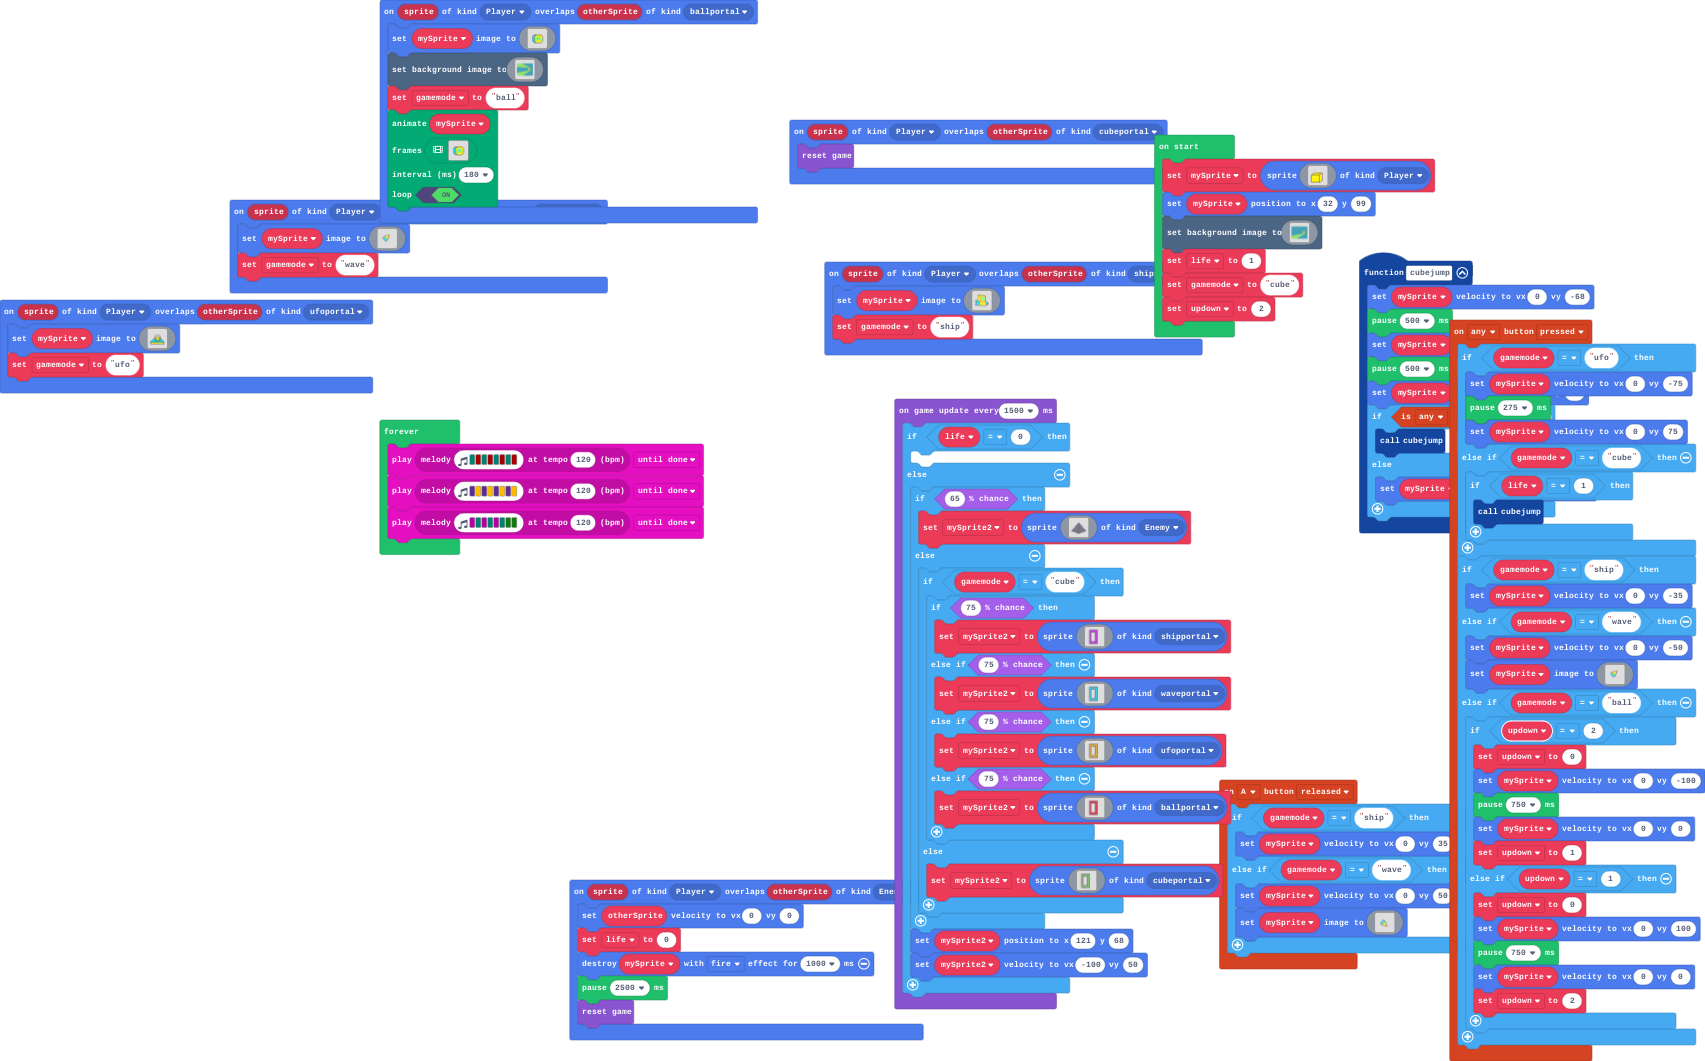 on sprite of kind Player overlaps otherSprite of kind ballportal
set mySprite image to
set background image to
set gamemode to "ball"
animate mySprite
frames
interval (ms) 180
loop ON
on sprite of kind Player
set mySprite image to
set gamemode to "wave"
on sprite of kind Player overlaps otherSprite of kind ufoportal
set mySprite image to
set gamemode to "ufo"
forever
play melody at tempo 120 (bpm) until done
play melody at tempo 120 (bpm) until done
play melody at tempo 120 (bpm) until done
on sprite of kind Player overlaps otherSprite of kind cubeportal
reset game
on sprite of kind Player overlaps otherSprite of kind ship
set mySprite image to
set gamemode to "ship"
on start
set mySprite to sprite of kind Player
set mySprite position to x 32 y 99
set background image to
set life to 1
set gamemode to "cube"
set updown to 2
on sprite of kind Player overlaps otherSprite of kind Ene
set otherSprite velocity to vx 0 vy 0
set life to 0
destroy mySprite with fire effect for 1000 ms
pause 2500 ms
reset game
on game update every 1500 ms
if life = 0 then
else
if 65 % chance then
set mySprite2 to sprite of kind Enemy
else
if gamemode = "cube" then
if 75 % chance then
set mySprite2 to sprite of kind shipportal
else if 75 % chance then
set mySprite2 to sprite of kind waveportal
else if 75 % chance then
set mySprite2 to sprite of kind ufoportal
else if 75 % chance then
set mySprite2 to sprite of kind ballportal
else
set mySprite2 to sprite of kind cubeportal
set mySprite2 position to x 121 y 68
set mySprite2 velocity to vx -100 vy 50
on A button released
if gamemode = "ship" then
set mySprite velocity to vx 0 vy 35
else if gamemode = "wave" then
set mySprite velocity to vx 0 vy 50
set mySprite image to
function cubejump
set mySprite velocity to vx 0 vy -68
pause 500 ms
set mySprite
pause 500 ms
set mySprite
if is any
call cubejump
else
set mySprite
on any button pressed
if gamemode = "ufo" then
set mySprite velocity to vx 0 vy -75
pause 275 ms
set mySprite velocity to vx 0 vy 75
else if gamemode = "cube" then
if life = 1 then
call cubejump
if gamemode = "ship" then
set mySprite velocity to vx 0 vy -35
else if gamemode = "wave" then
set mySprite velocity to vx 0 vy -50
set mySprite image to
else if gamemode = "ball" then
if updown = 2 then
set updown to 0
set mySprite velocity to vx 0 vy -100
pause 750 ms
set mySprite velocity to vx 0 vy 0
set updown to 1
else if updown = 1 then
set updown to 0
set mySprite velocity to vx 0 vy 100
pause 750 ms
set mySprite velocity to vx 0 vy 0
set updown to 2